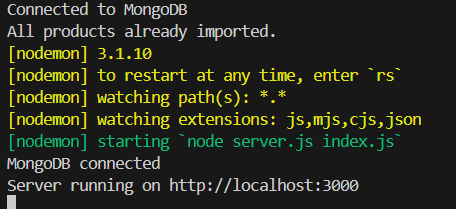 Connected to MongoDB
All products already imported.
[nodemon] 3.1.10
[nodemon] to restart at any time, enter `rs`
[nodemon] watching path(s): *.*
[nodemon] watching extensions: js,mjs,cjs,json
[nodemon] starting `node server.js index.js`
MongoDB connected
Server running on http://localhost:3000